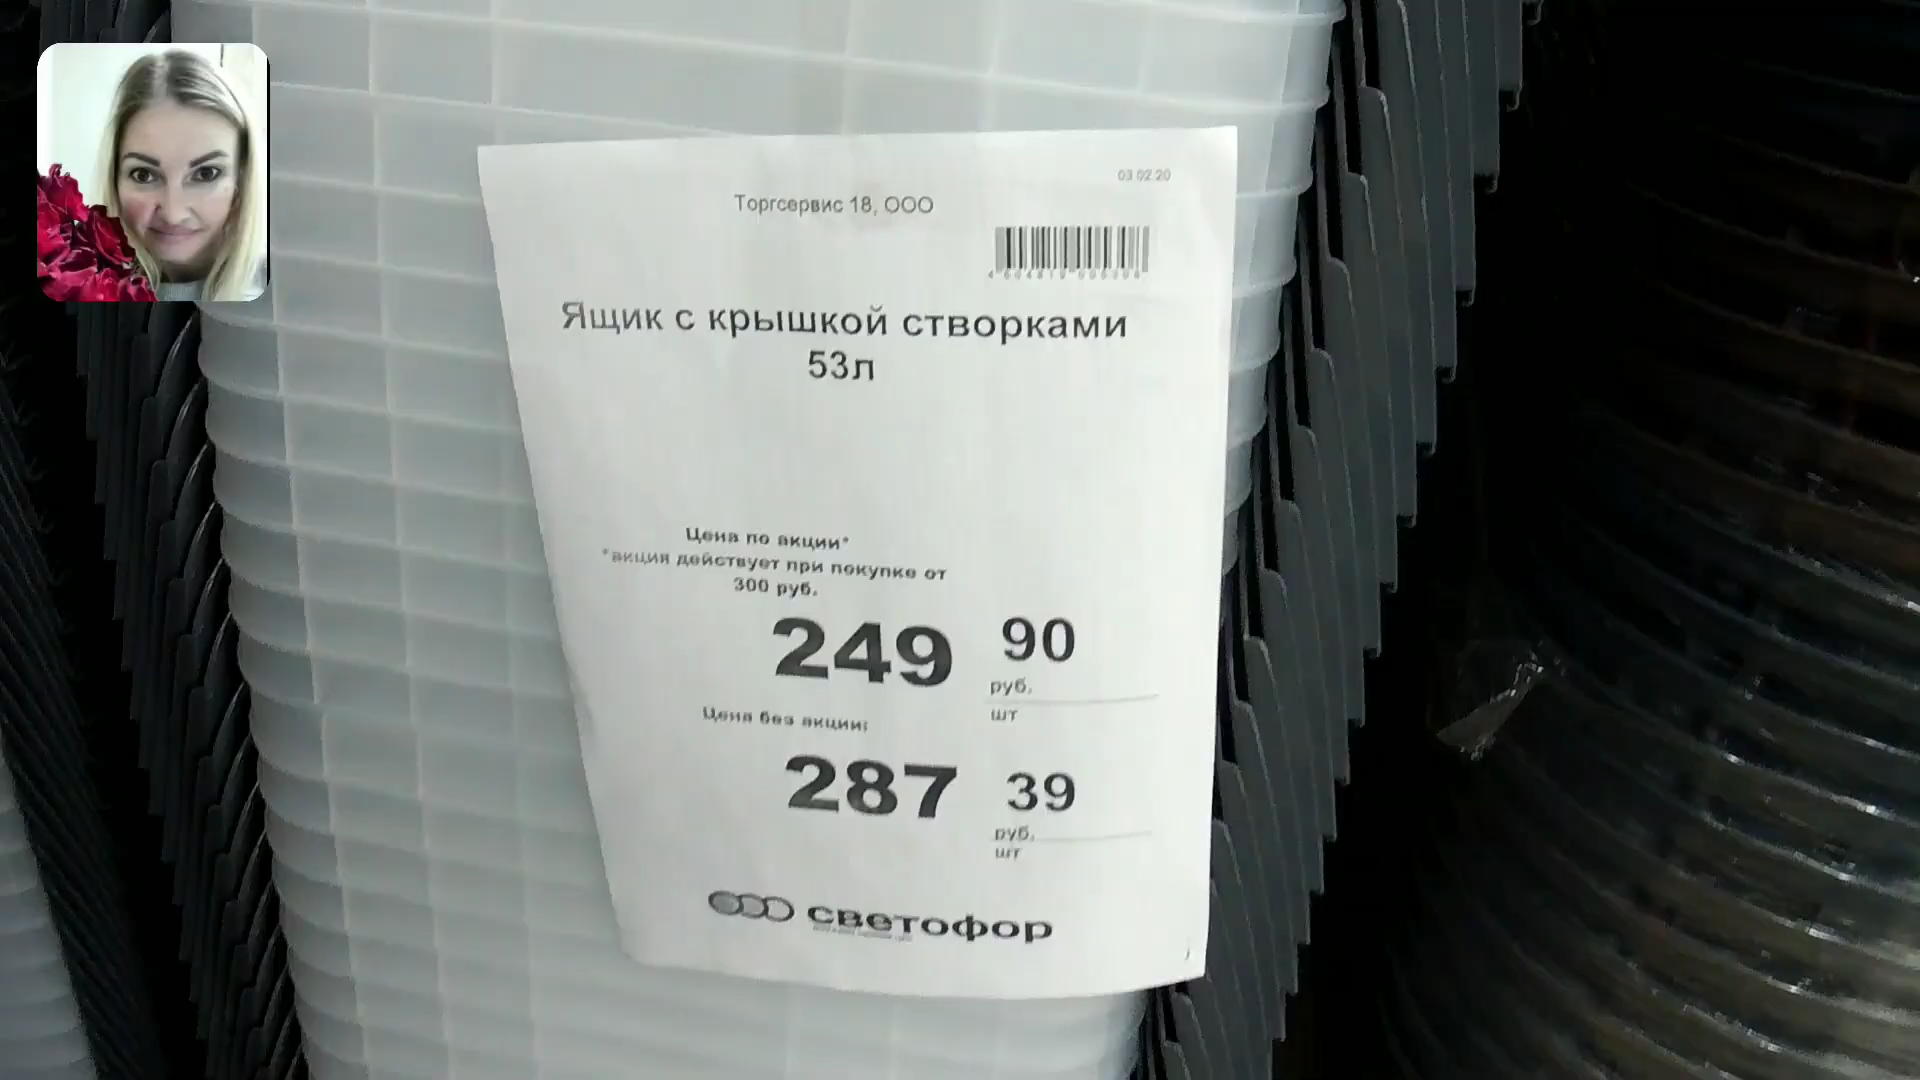 03.02.20
Торгсервис 18, ООО
Ящик с крышкой створками
53л
Цена по акции*
*акция действует при покупке от
300 руб.
249 90
руб.
шт
Цена без акции:
287 39
руб.
шт
светофор